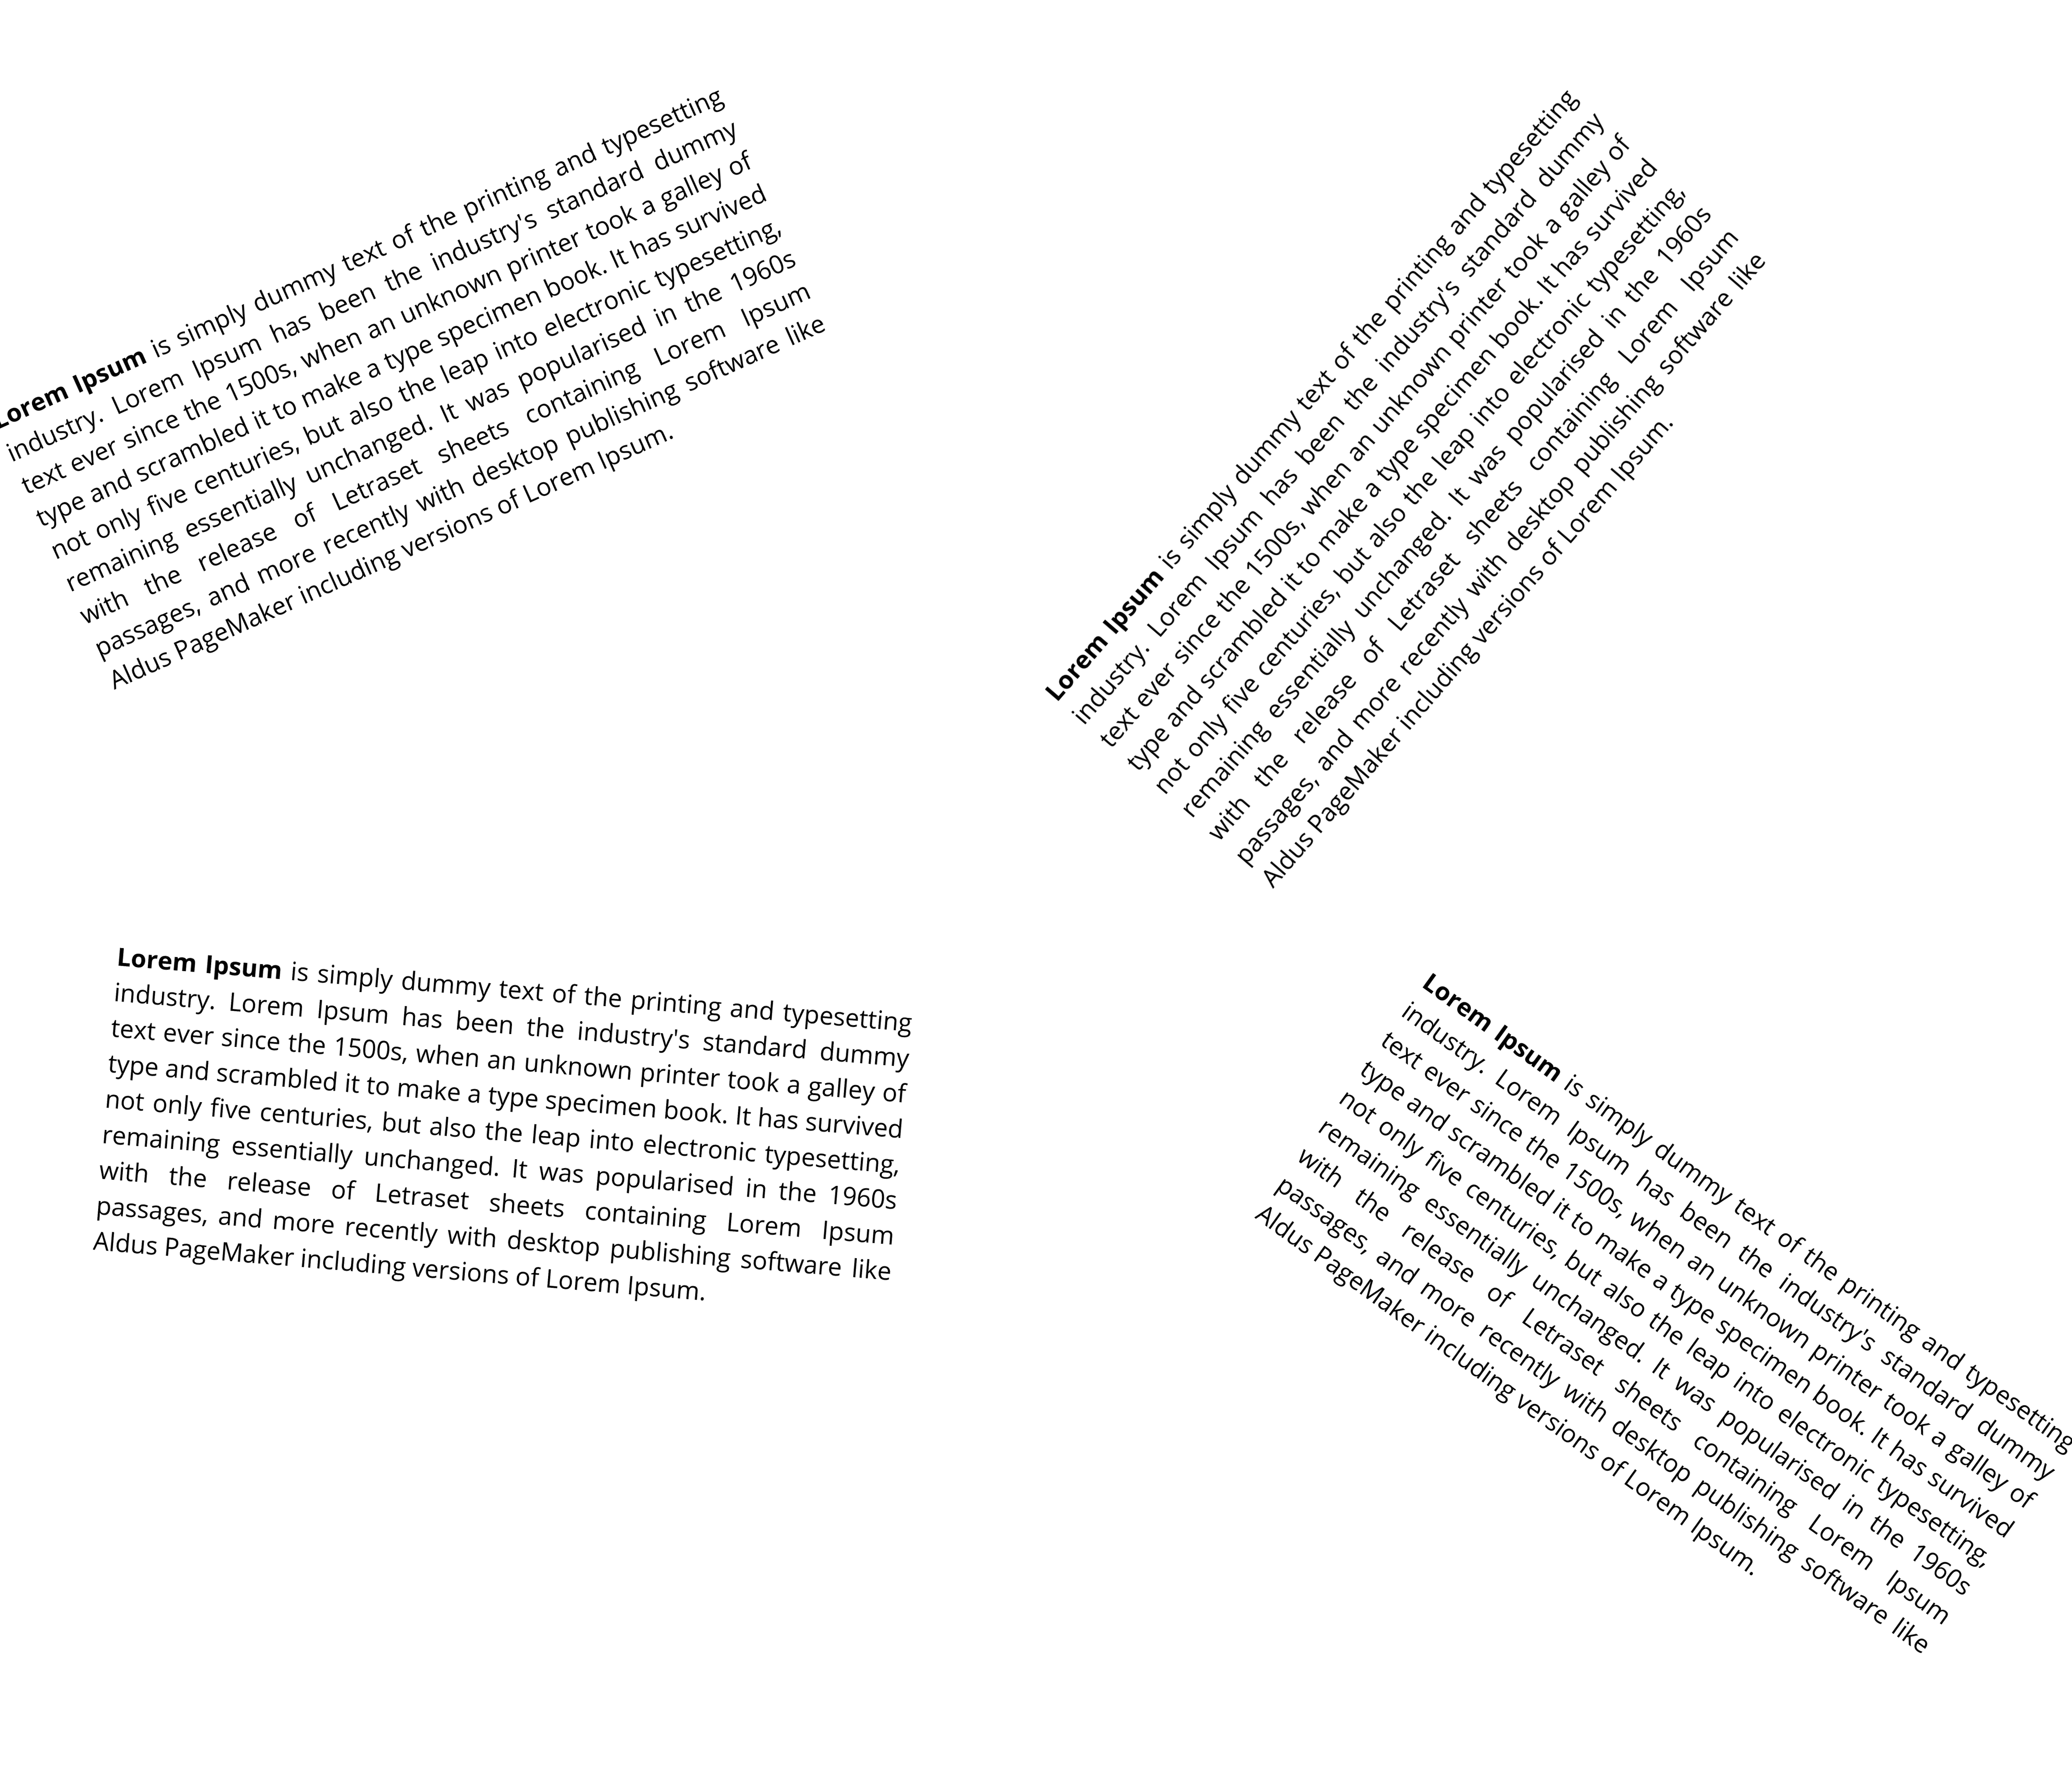 Lorem Ipsum is simply dummy text of the printing and typesetting
industry. Lorem Ipsum has been the industry's standard dummy
text ever since the 1500s, when an unknown printer took a galley of
type and scrambled it to make a type specimen book. It has survived
not only five centuries, but also the leap into electronic typesetting,
remaining essentially unchanged. It was popularised in the 1960s
with the release of Letraset sheets containing Lorem Ipsum
passages, and more recently with desktop publishing software like
Aldus PageMaker including versions of Lorem Ipsum.
Lorem Ipsum is simply dummy text of the printing and typesetting
industry. Lorem Ipsum has been the industry's standard dummy
text ever since the 1500s, when an unknown printer took a galley of
type and scrambled it to make a type specimen book. It has survived
not only five centuries, but also the leap into electronic typesetting,
remaining essentially unchanged. It was popularised in the 1960s
with the release of Letraset sheets containing Lorem Ipsum
passages, and more recently with desktop publishing software like
Aldus PageMaker including versions of Lorem Ipsum.
Lorem Ipsum is simply dummy text of the printing and typesetting
industry. Lorem Ipsum has been the industry's standard dummy
text ever since the 1500s, when an unknown printer took a galley of
type and scrambled it to make a type specimen book. It has survived
not only five centuries, but also the leap into electronic typesetting,
remaining essentially unchanged. It was popularised in the 1960s
with the release of Letraset sheets containing Lorem Ipsum
passages, and more recently with desktop publishing software like
Aldus PageMaker including versions of Lorem Ipsum.
Lorem Ipsum is simply dummy text of the printing and typesetting
industry. Lorem Ipsum has been the industry's standard dummy
text ever since the 1500s, when an unknown printer took a galley of
type and scrambled it to make a type specimen book. It has survived
not only five centuries, but also the leap into electronic typesetting,
remaining essentially unchanged. It was popularised in the 1960s
with the release of Letraset sheets containing Lorem Ipsum
passages, and more recently with desktop publishing software like
Aldus PageMaker including versions of Lorem Ipsum.